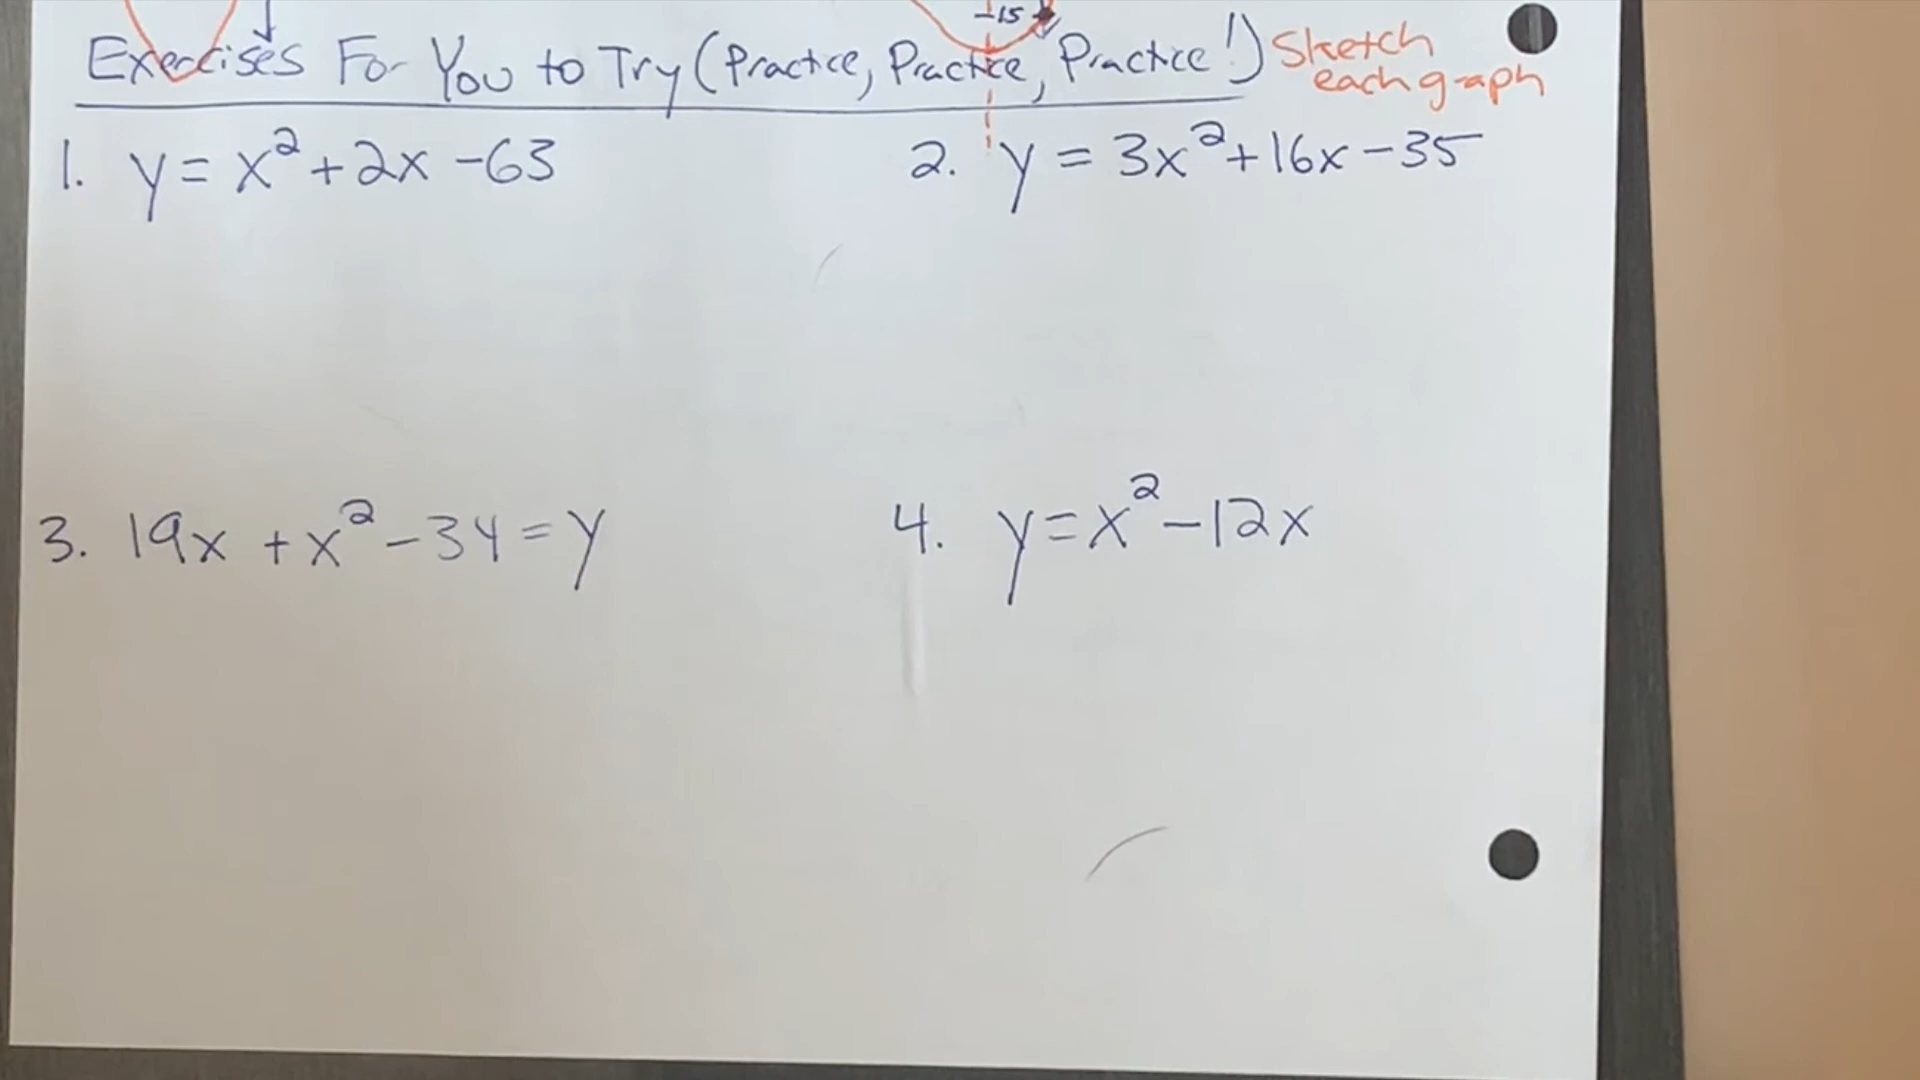 -15
Exercises For You to Try (Practice, Practice, Practice!) Sketch each graph
1. y = x² + 2x - 63
2. y = 3x² + 16x - 35
3. 19x + x² - 34 = y
4. y = x² - 12x